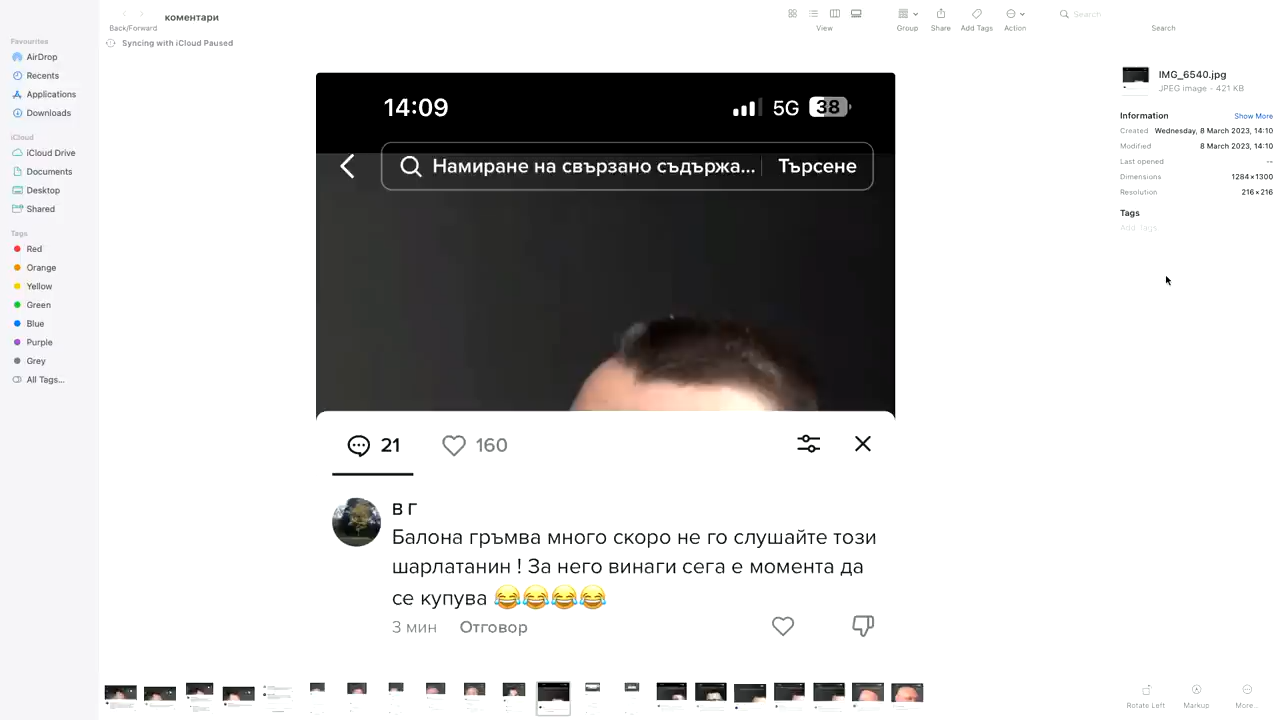 коментари
Back/Forward
View
Group
Share
Add Tags
Action
Search
Search
Syncing with iCloud Paused
Favourites
AirDrop
Recents
Applications
Downloads
iCloud
iCloud Drive
Documents
Desktop
Shared
Tags
Red
Orange
Yellow
Green
Blue
Purple
Grey
All Tags...
14:09
5G
38
Намиране на свързано съдържа...
Търсене
21
160
В Г
Балона гръмва много скоро не го слушайте този
шарлатанин ! За него винаги сега е момента да
се купува 😂😂😂😂
3 мин
Отговор
IMG_6540.jpg
JPEG image - 421 KB
Information
Show More
Created Wednesday, 8 March 2023, 14:10
Modified 8 March 2023, 14:10
Last opened --
Dimensions 1284×1300
Resolution 216×216
Tags
Add Tags
Rotate Left
Markup
More...